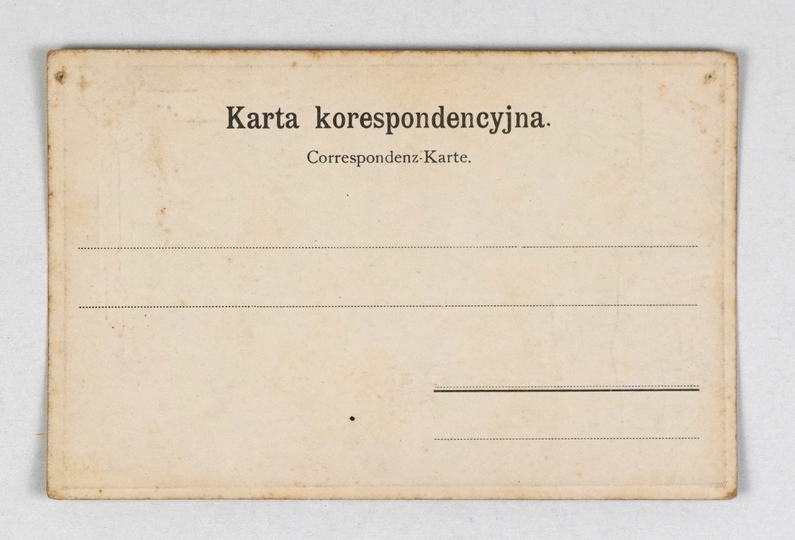 Karta korespondencyjna.
Correspondenz-Karte.